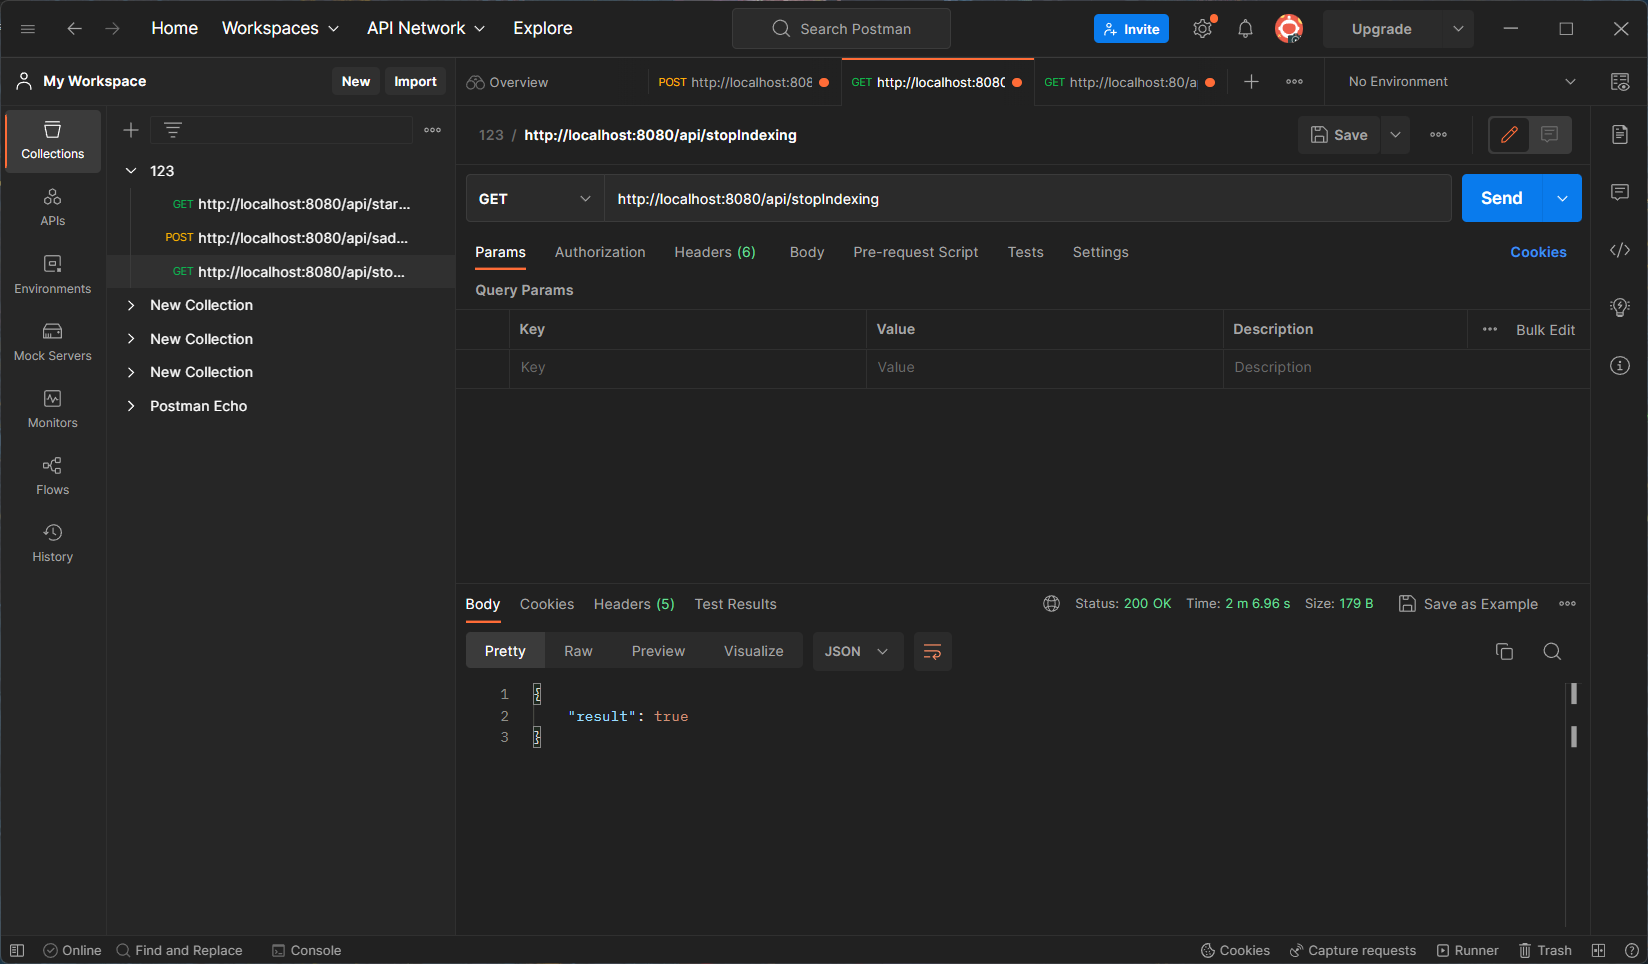 Home Workspaces API Network Explore Search Postman Invite Upgrade
My Workspace New Import Overview POST http://localhost:808 GET http://localhost:8080 GET http://localhost:80/a No Environment
Collections
APIs
Environments
Mock Servers
Monitors
Flows
History
123
GET http://localhost:8080/api/star...
POST http://localhost:8080/api/sad...
GET http://localhost:8080/api/sto...
New Collection
New Collection
New Collection
Postman Echo
123 / http://localhost:8080/api/stopIndexing Save
GET http://localhost:8080/api/stopIndexing Send
Params Authorization Headers (6) Body Pre-request Script Tests Settings Cookies
Query Params
Key Value Description Bulk Edit
Key Value Description
Body Cookies Headers (5) Test Results Status: 200 OK Time: 2 m 6.96 s Size: 179 B Save as Example
Pretty Raw Preview Visualize JSON
1 {
2 "result": true
3 }
Online Find and Replace Console Cookies Capture requests Runner Trash